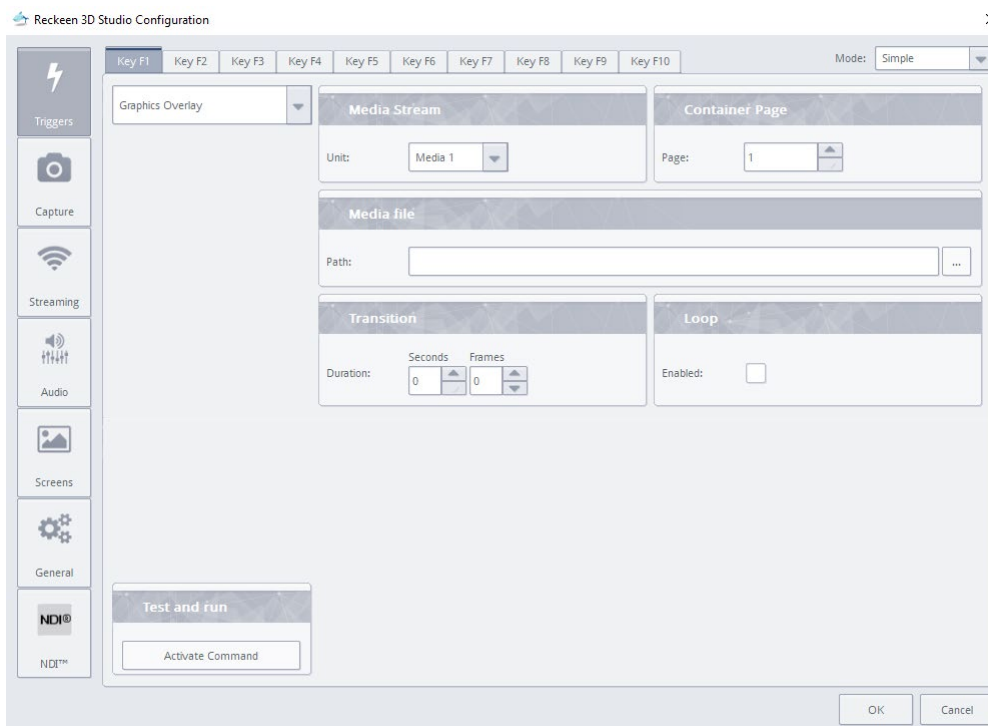 Reckeen 3D Studio Configuration
Key F1 Key F2 Key F3 Key F4 Key F5 Key F6 Key F7 Key F8 Key F9 Key F10 Mode: Simple
Triggers
Capture
Streaming
Audio
Screens
General
NDI®
NDI™
Graphics Overlay
Media Stream
Unit: Media 1
Container Page
Page: 1
Media file
Path: ...
Transition
Seconds Frames
Duration: 0 0
Loop
Enabled:
Test and run
Activate Command
OK Cancel